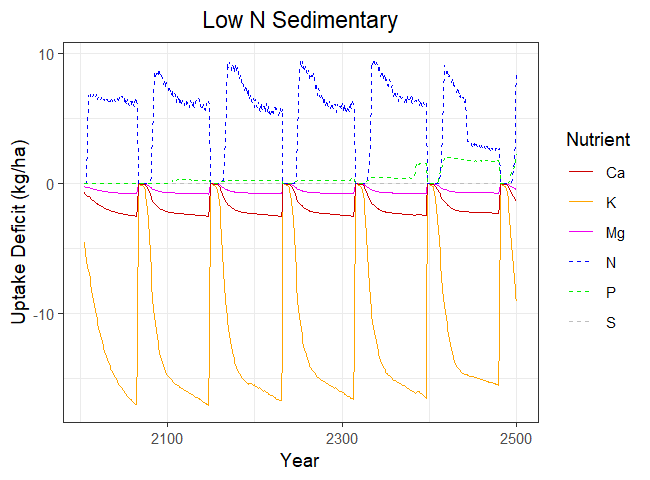 Low N Sedimentary
10
0
-10
Uptake Deficit (kg/ha)
2100
2300
2500
Year
Nutrient
Ca
K
Mg
N
P
S